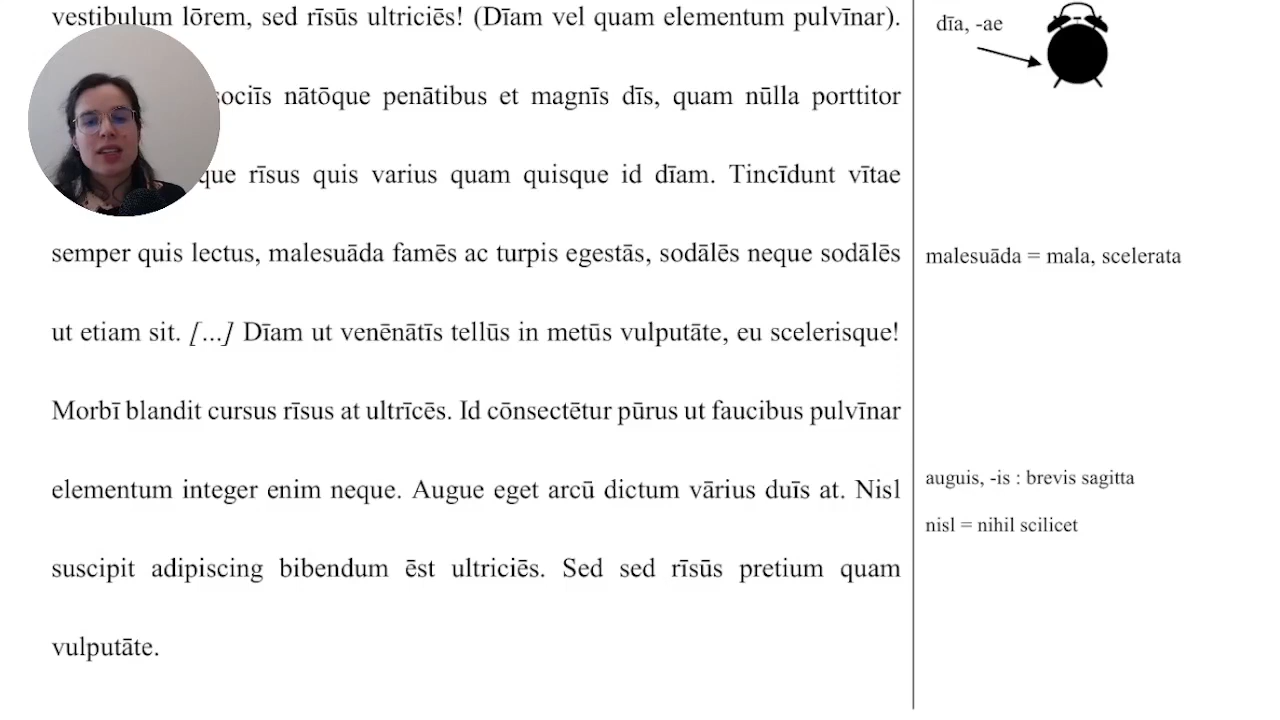 vestibulum lōrem, sed rīsūs ultriciēs! (Dīam vel quam elementum pulvīnar).
sociīs nātōque penātibus et magnīs dīs, quam nūlla porttitor
que rīsus quis varius quam quisque id dīam. Tincīdunt vītae
semper quis lectus, malesuāda famēs ac turpis egestās, sodālēs neque sodālēs
ut etiam sit. [...] Dīam ut venēnātīs tellūs in metūs vulputāte, eu scelerisque!
Morbī blandit cursus rīsus at ultrīcēs. Id cōnsectētur pūrus ut faucibus pulvīnar
elementum integer enim neque. Augue eget arcū dictum vārius duīs at. Nisl
suscipit adipiscing bibendum ēst ultriciēs. Sed sed rīsūs pretium quam
vulputāte.
dīa, -ae
malesuāda = mala, scelerata
auguis, -is : brevis sagitta
nisl = nihil scilicet